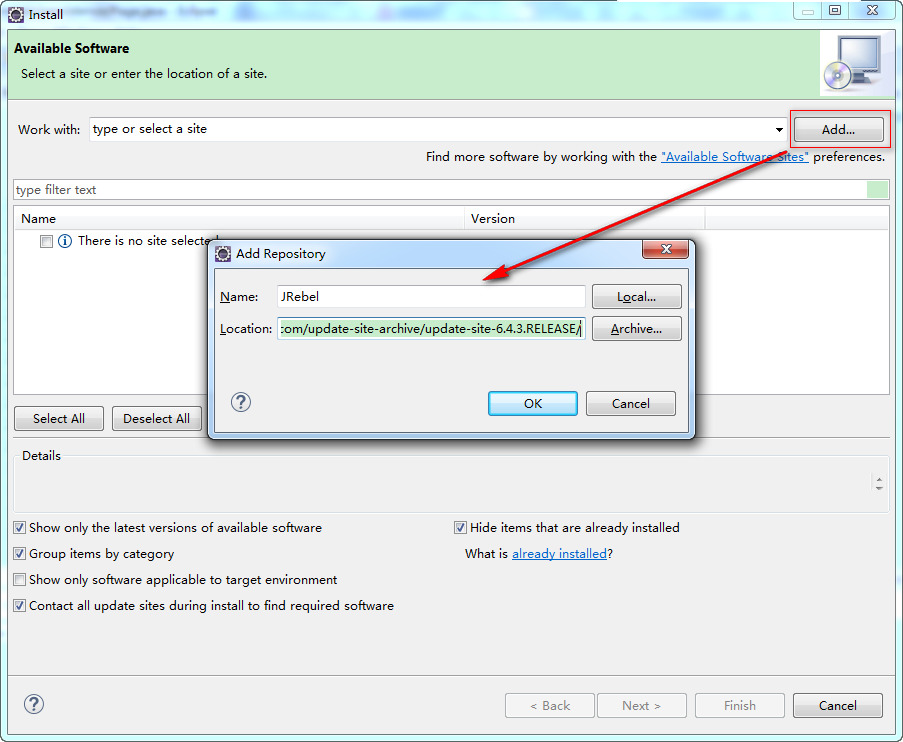 Install
Available Software
Select a site or enter the location of a site.
Work with: type or select a site Add...
Find more software by working with the "Available Software Sites" preferences.
type filter text
Name Version
There is no site selected
Add Repository
Name: JRebel Local...
Location: :com/update-site-archive/update-site-6.4.3.RELEASE/ Archive...
? OK Cancel
Select All Deselect All
Details
Show only the latest versions of available software Hide items that are already installed
Group items by category What is already installed?
Show only software applicable to target environment
Contact all update sites during install to find required software
? < Back Next > Finish Cancel